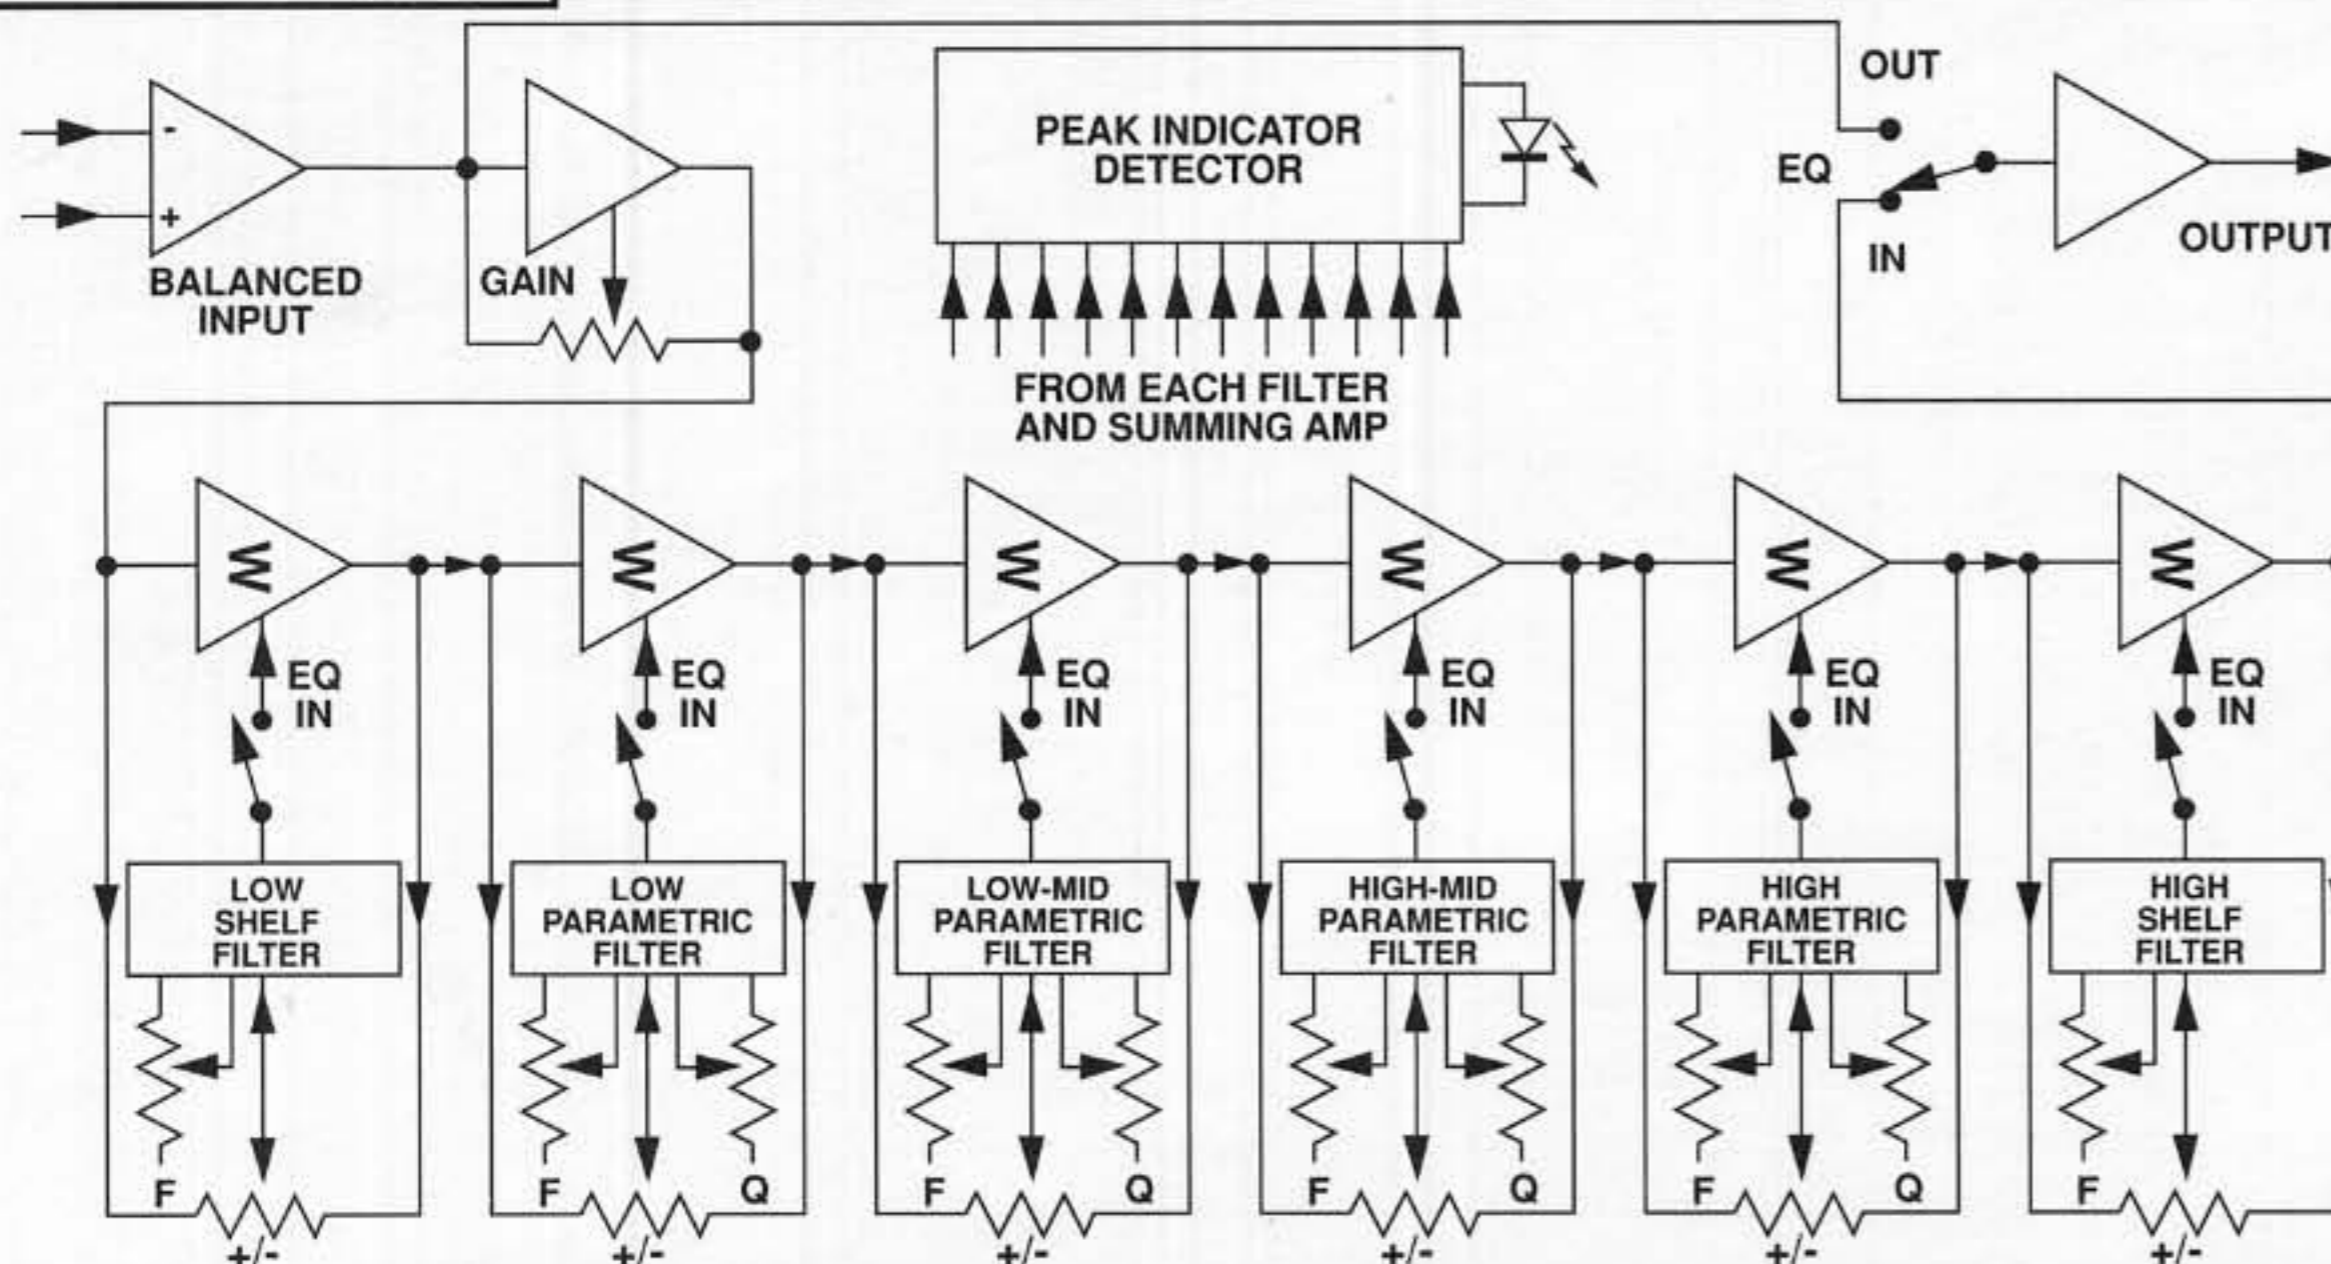 OUT
PEAK INDICATOR
DETECTOR
-
+
EQ
IN
OUTPUT
BALANCED
INPUT
GAIN
FROM EACH FILTER
AND SUMMING AMP
Σ Σ Σ Σ Σ Σ
EQ EQ EQ EQ EQ EQ
IN IN IN IN IN IN
LOW
SHELF
FILTER
LOW
PARAMETRIC
FILTER
LOW-MID
PARAMETRIC
FILTER
HIGH-MID
PARAMETRIC
FILTER
HIGH
PARAMETRIC
FILTER
HIGH
SHELF
FILTER
F F Q F Q F Q F Q F
+/- +/- +/- +/- +/- +/-